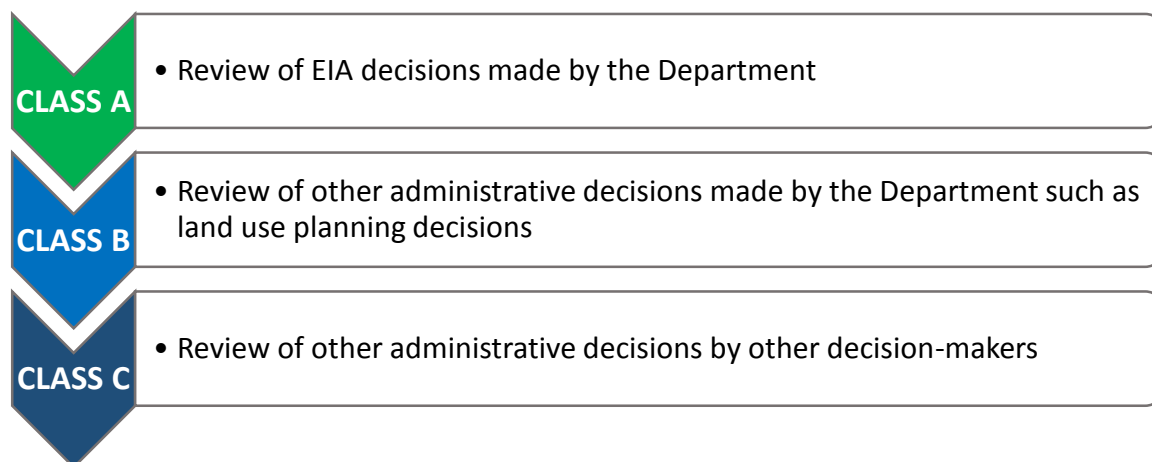 CLASS A
• Review of EIA decisions made by the Department
CLASS B
• Review of other administrative decisions made by the Department such as
land use planning decisions
CLASS C
• Review of other administrative decisions by other decision-makers